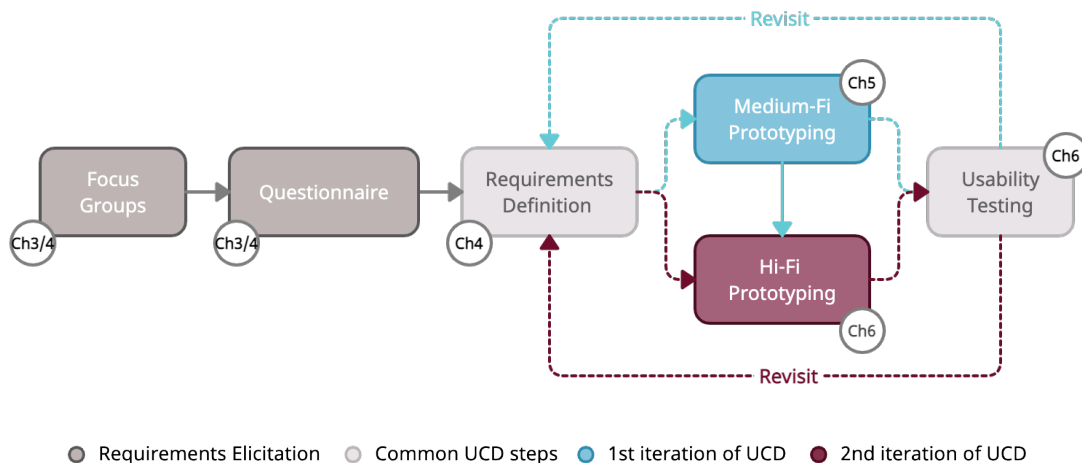 Revisit
Ch5
Medium-Fi
Prototyping
Ch6
Focus
Groups
Ch3/4
Questionnaire
Ch3/4
Requirements
Definition
Ch4
Usability
Testing
Hi-Fi
Prototyping
Ch6
Revisit
Requirements Elicitation
Common UCD steps
1st iteration of UCD
2nd iteration of UCD